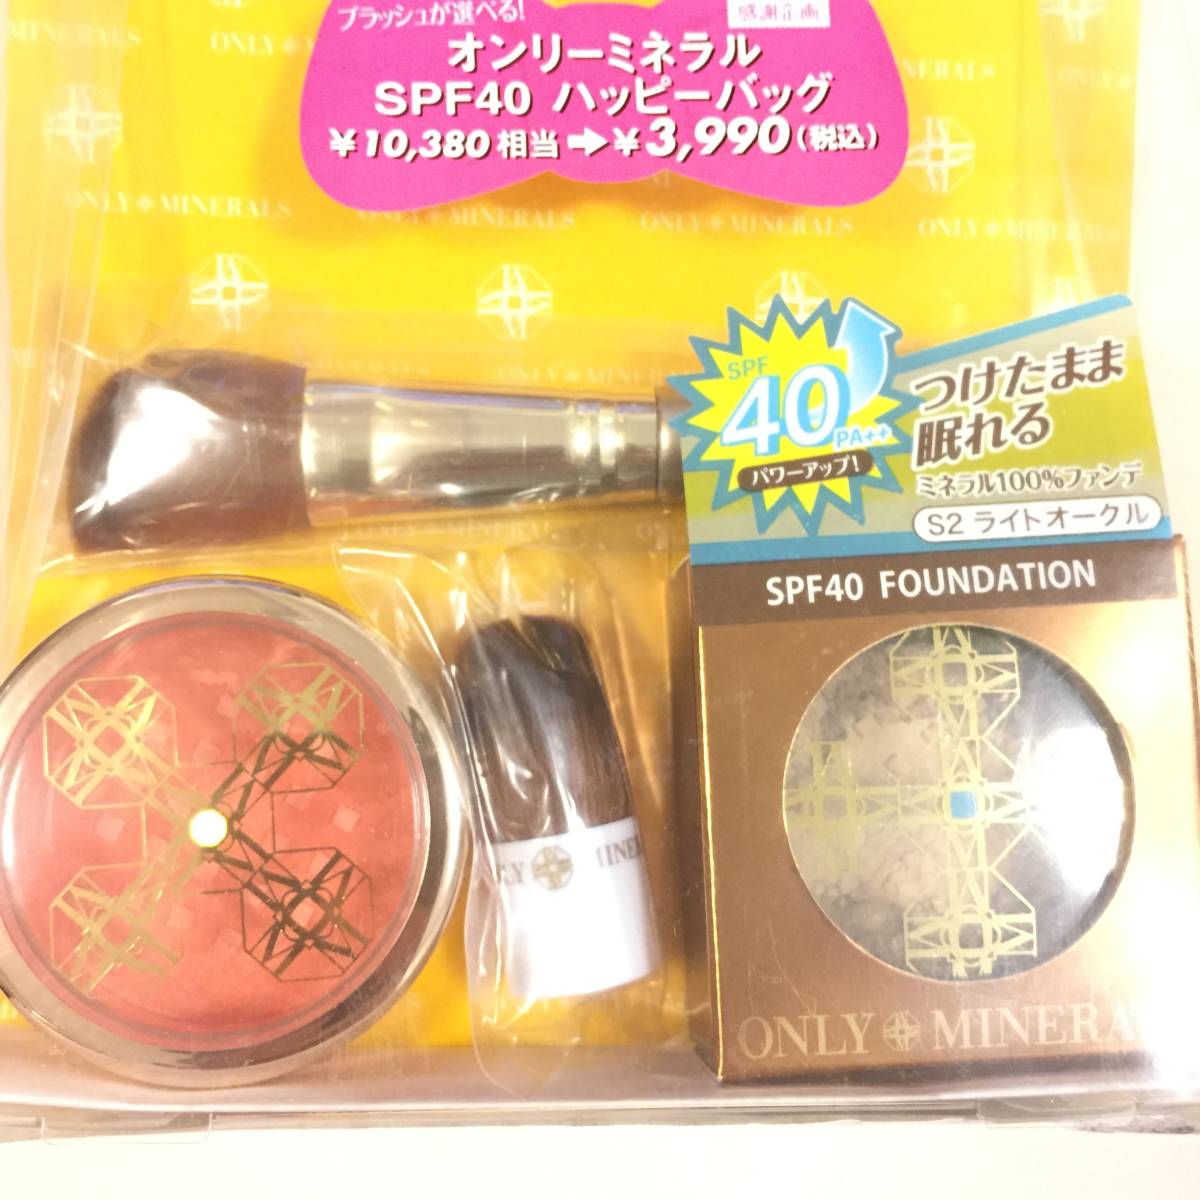 ブラッシュが選べる!
感謝企画
オンリーミネラル
SPF40 ハッピーバッグ
¥10,380相当➡¥3,990(税込)
MINERALS
ONLY MINERALS
ONLY MINERALS
ONLY MINERALS
ONLY MINERALS
ONLY MINERALS
SPF
40
PA++
パワーアップ!
つけたまま
眠れる
ミネラル100%ファンデ
S2 ライトオークル
SPF40 FOUNDATION
ONLY MINERA